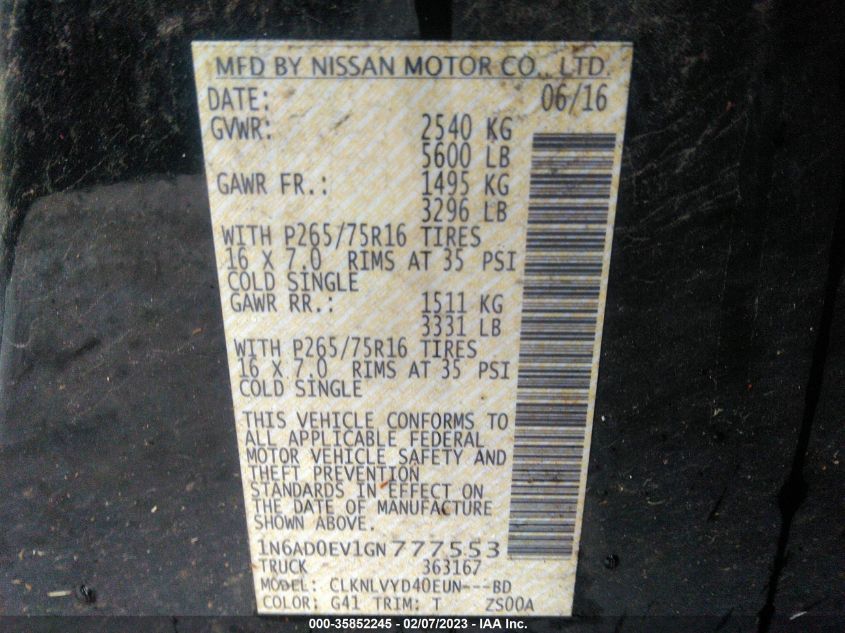 MFD BY NISSAN MOTOR CO., LTD.
DATE: 06/16
GVWR: 2540 KG
5600 LB
GAWR FR.: 1495 KG
3296 LB
WITH P265/75R16 TIRES
16 X 7.0 RIMS AT 35 PSI
COLD SINGLE
GAWR RR.: 1511 KG
3331 LB
WITH P265/75R16 TIRES
16 X 7.0 RIMS AT 35 PSI
COLD SINGLE
THIS VEHICLE CONFORMS TO
ALL APPLICABLE FEDERAL
MOTOR VEHICLE SAFETY AND
THEFT PREVENTION
STANDARDS IN EFFECT ON
THE DATE OF MANUFACTURE
SHOWN ABOVE.
1N6AD0EV1GN777553
TRUCK 363167
MODEL: CLKNLVYD40EUN---BD
COLOR: G41 TRIM: T ZS00A
000-35852245 - 02/07/2023 - IAA Inc.